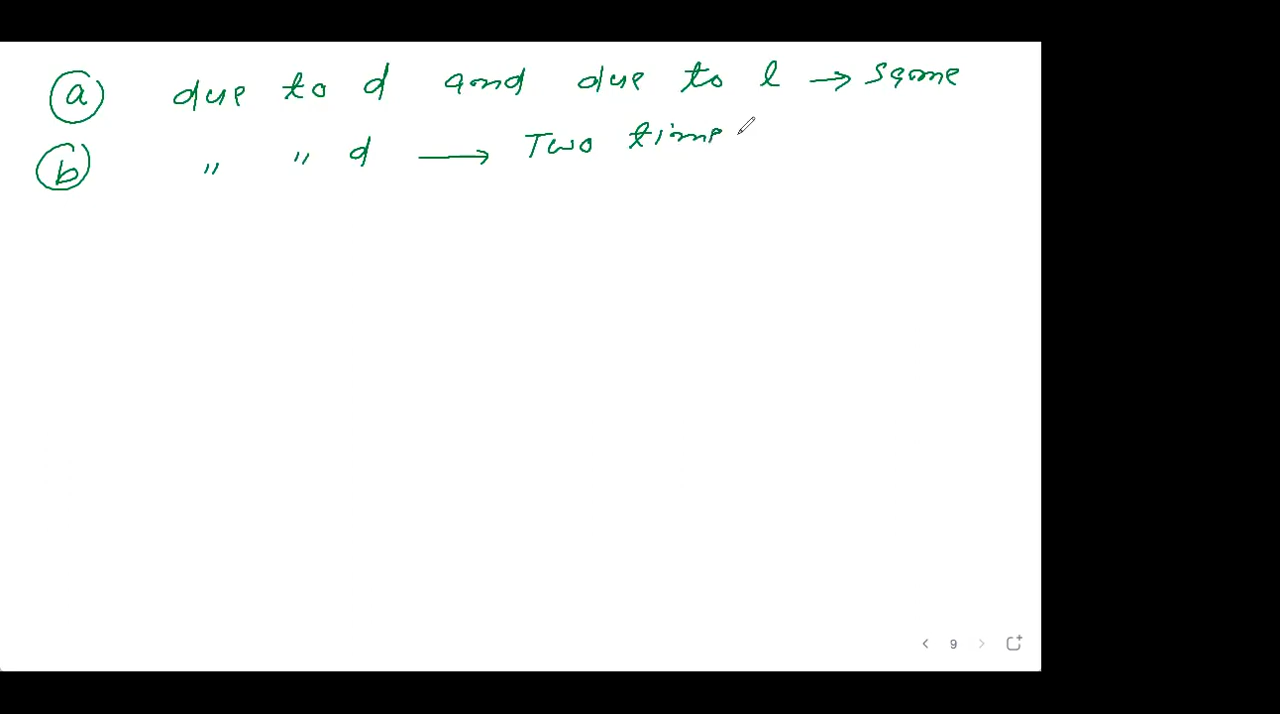 (a) due to d and due to l → same
(b) " " d → Two time
9